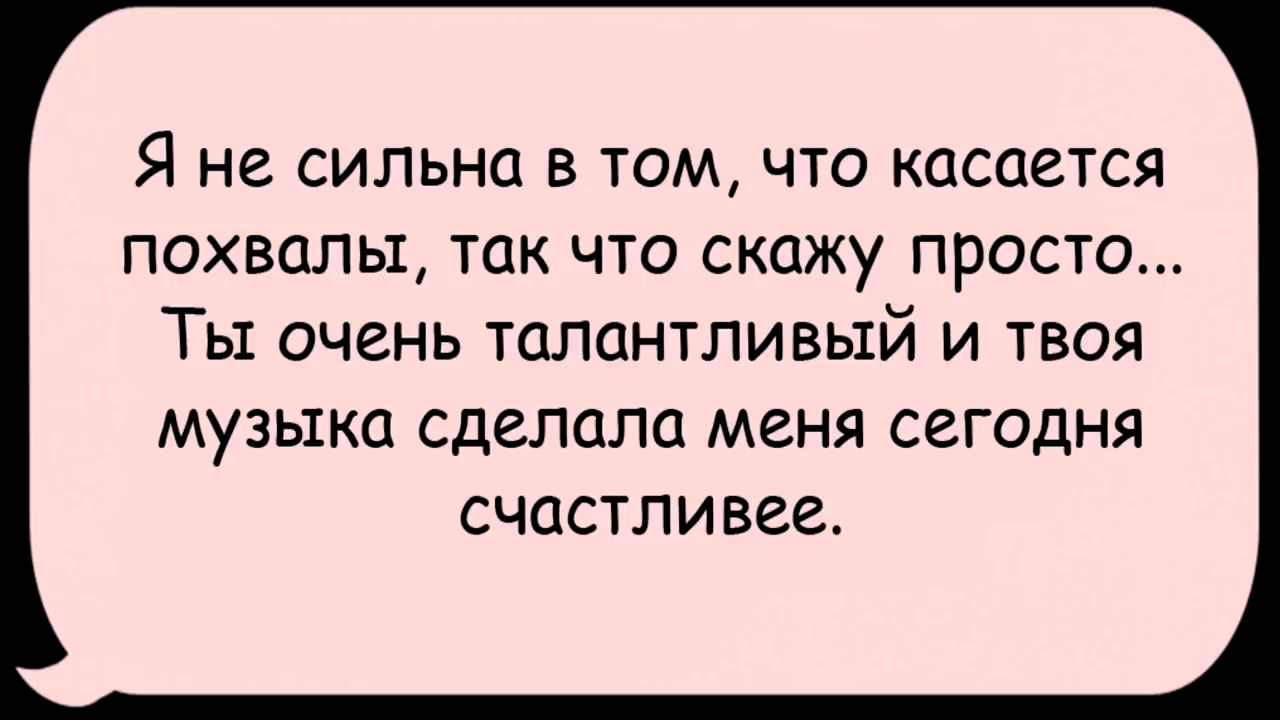 Я не сильна в том, что касается
похвалы, так что скажу просто...
Ты очень талантливый и твоя
музыка сделала меня сегодня
счастливее.